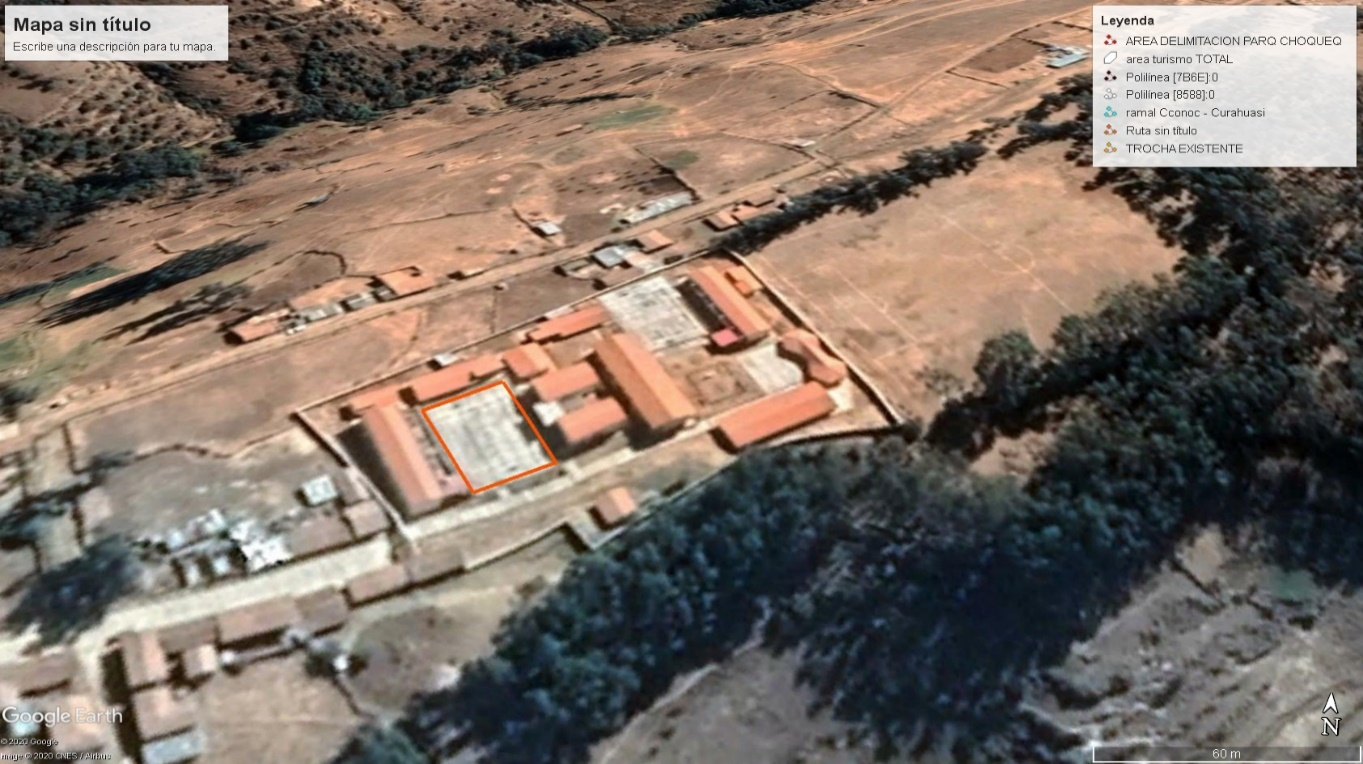 Mapa sin título
Escribe una descripción para tu mapa.
Leyenda
AREA DELIMITACION PARQ CHOQUEQ
area turismo TOTAL
Polilínea [7B6E]:0
Polilínea [8588]:0
ramal Cconoc - Curahuasi
Ruta sin título
TROCHA EXISTENTE
Google Earth
© 2020 Google
Image © 2020 CNES / Airbus
N
60 m